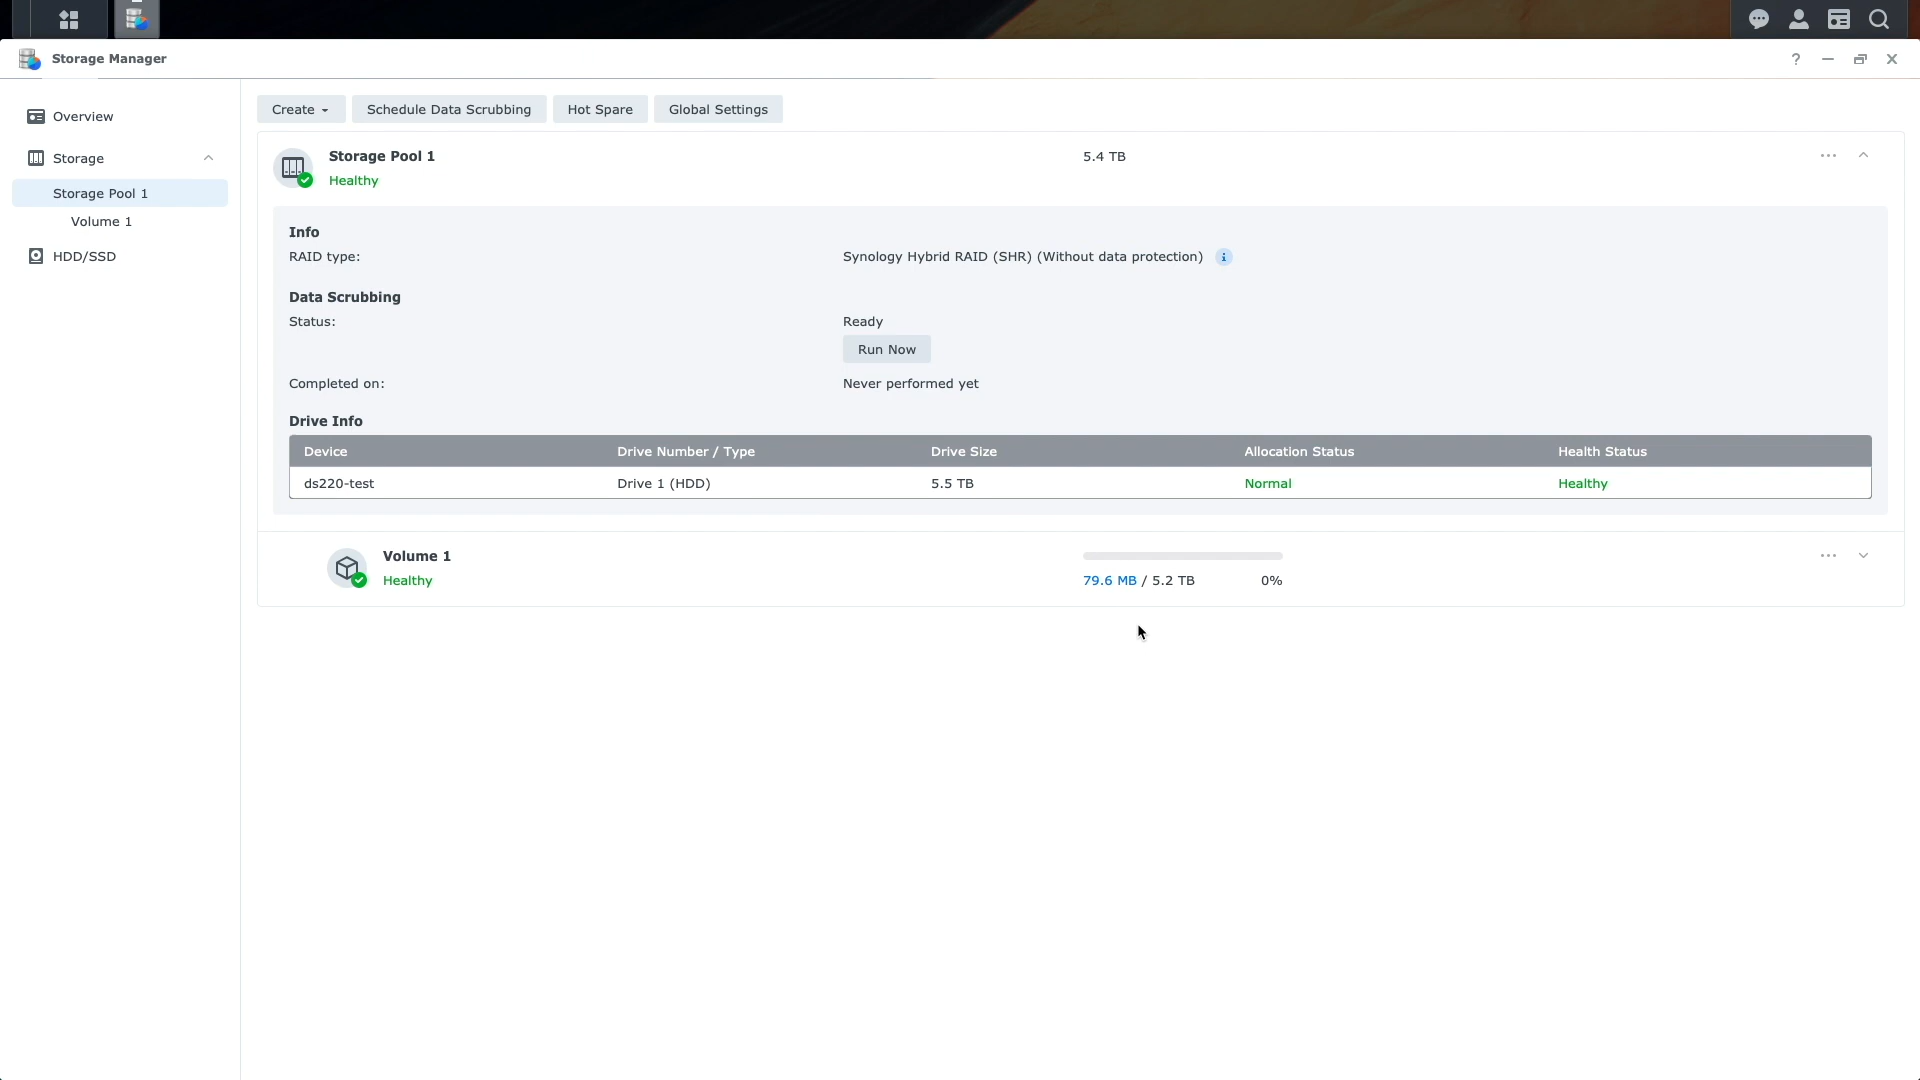 Storage Manager
?
Overview
Storage
Storage Pool 1
Volume 1
HDD/SSD
Create
Schedule Data Scrubbing
Hot Spare
Global Settings
Storage Pool 1
5.4 TB
Healthy
Info
RAID type:
Synology Hybrid RAID (SHR) (Without data protection)
i
Data Scrubbing
Status:
Ready
Run Now
Completed on:
Never performed yet
Drive Info
Device
Drive Number / Type
Drive Size
Allocation Status
Health Status
ds220-test
Drive 1 (HDD)
5.5 TB
Normal
Healthy
Volume 1
Healthy
79.6 MB / 5.2 TB
0%